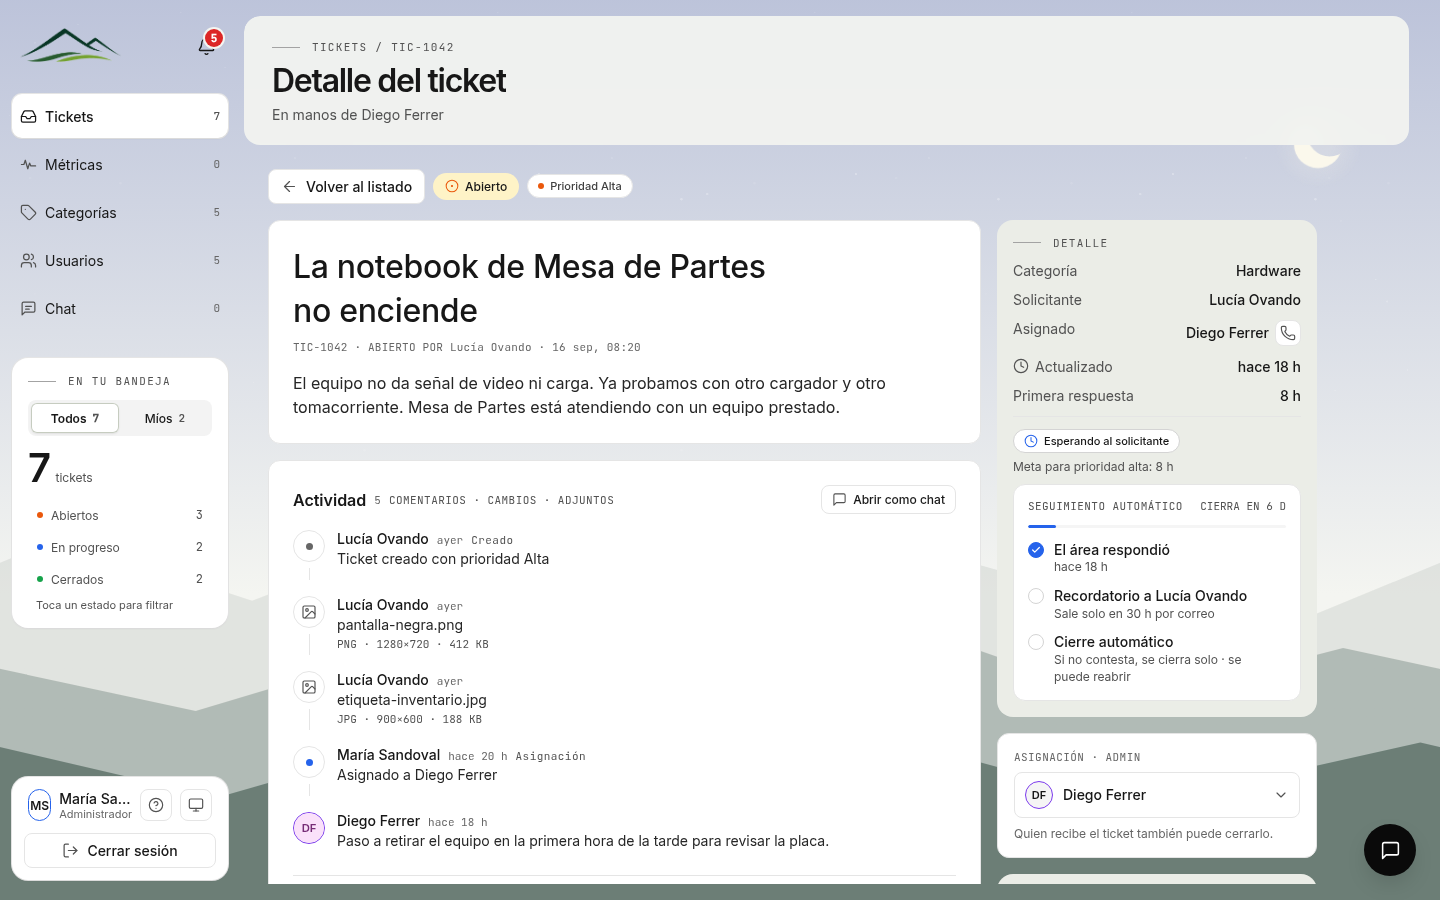 5
Tickets 7
Métricas 0
Categorías 5
Usuarios 5
Chat 0
EN TU BANDEJA
Todos 7 Míos 2
7 tickets
Abiertos 3
En progreso 2
Cerrados 2
Toca un estado para filtrar
MS María Sa...
Administrador
Cerrar sesión
TICKETS / TIC-1042
Detalle del ticket
En manos de Diego Ferrer
Volver al listado Abierto Prioridad Alta
La notebook de Mesa de Partes
no enciende
TIC-1042 · ABIERTO POR Lucía Ovando · 16 sep, 08:20
El equipo no da señal de video ni carga. Ya probamos con otro cargador y otro
tomacorriente. Mesa de Partes está atendiendo con un equipo prestado.
Actividad 5 COMENTARIOS · CAMBIOS · ADJUNTOS Abrir como chat
Lucía Ovando ayer Creado
Ticket creado con prioridad Alta
Lucía Ovando ayer
pantalla-negra.png
PNG · 1280×720 · 412 KB
Lucía Ovando ayer
etiqueta-inventario.jpg
JPG · 900×600 · 188 KB
María Sandoval hace 20 h Asignación
Asignado a Diego Ferrer
DF Diego Ferrer hace 18 h
Paso a retirar el equipo en la primera hora de la tarde para revisar la placa.
DETALLE
Categoría Hardware
Solicitante Lucía Ovando
Asignado Diego Ferrer
Actualizado hace 18 h
Primera respuesta 8 h
Esperando al solicitante
Meta para prioridad alta: 8 h
SEGUIMIENTO AUTOMÁTICO CIERRA EN 6 D
El área respondió
hace 18 h
Recordatorio a Lucía Ovando
Sale solo en 30 h por correo
Cierre automático
Si no contesta, se cierra solo · se
puede reabrir
ASIGNACIÓN · ADMIN
DF Diego Ferrer
Quien recibe el ticket también puede cerrarlo.